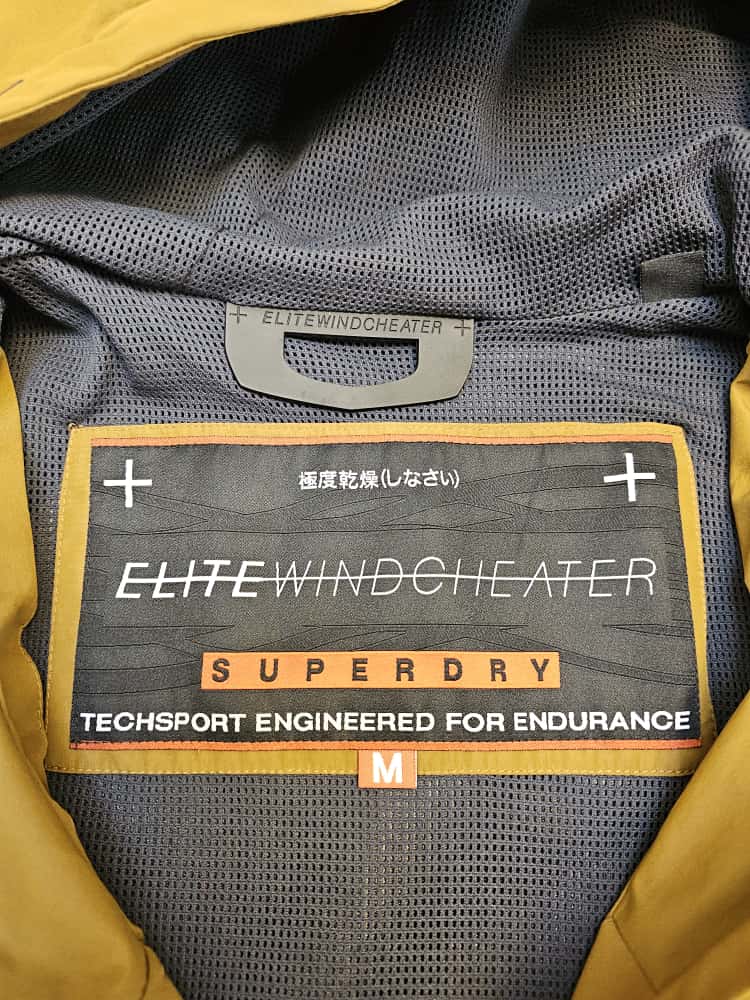 + ELITEWINDCHEATER +
+ 極度乾燥(しなさい) +
ELITEWINDCHEATER
SUPERDRY
TECHSPORT ENGINEERED FOR ENDURANCE
M